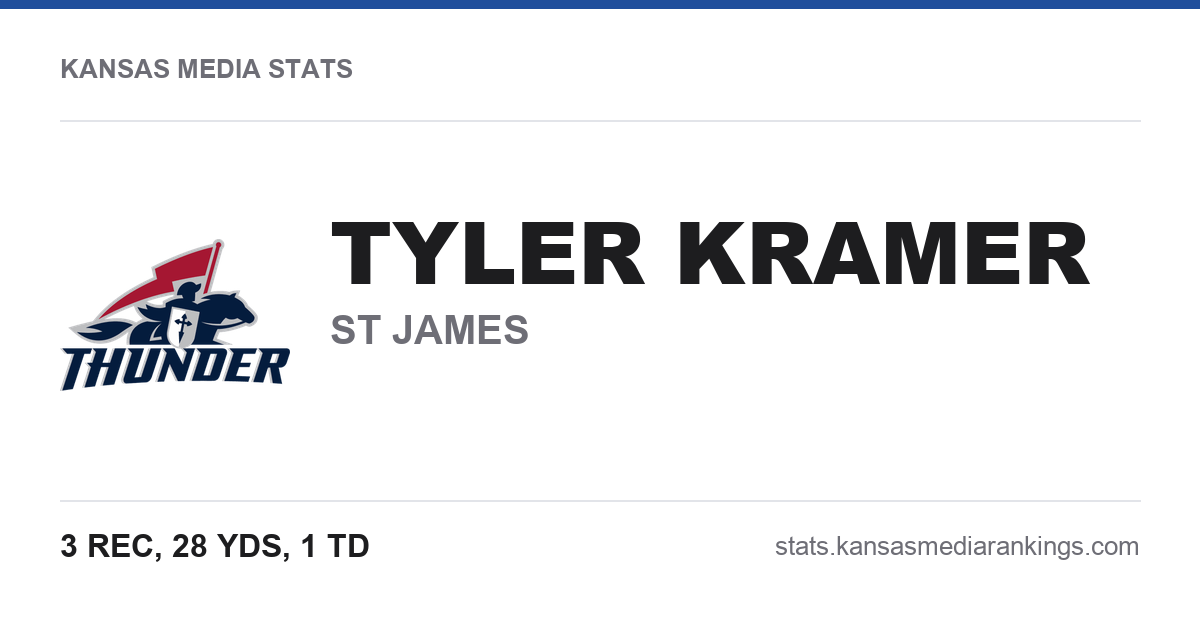 KANSAS MEDIA STATS
TYLER KRAMER
ST JAMES
THUNDER
3 REC, 28 YDS, 1 TD
stats.kansasmediarankings.com